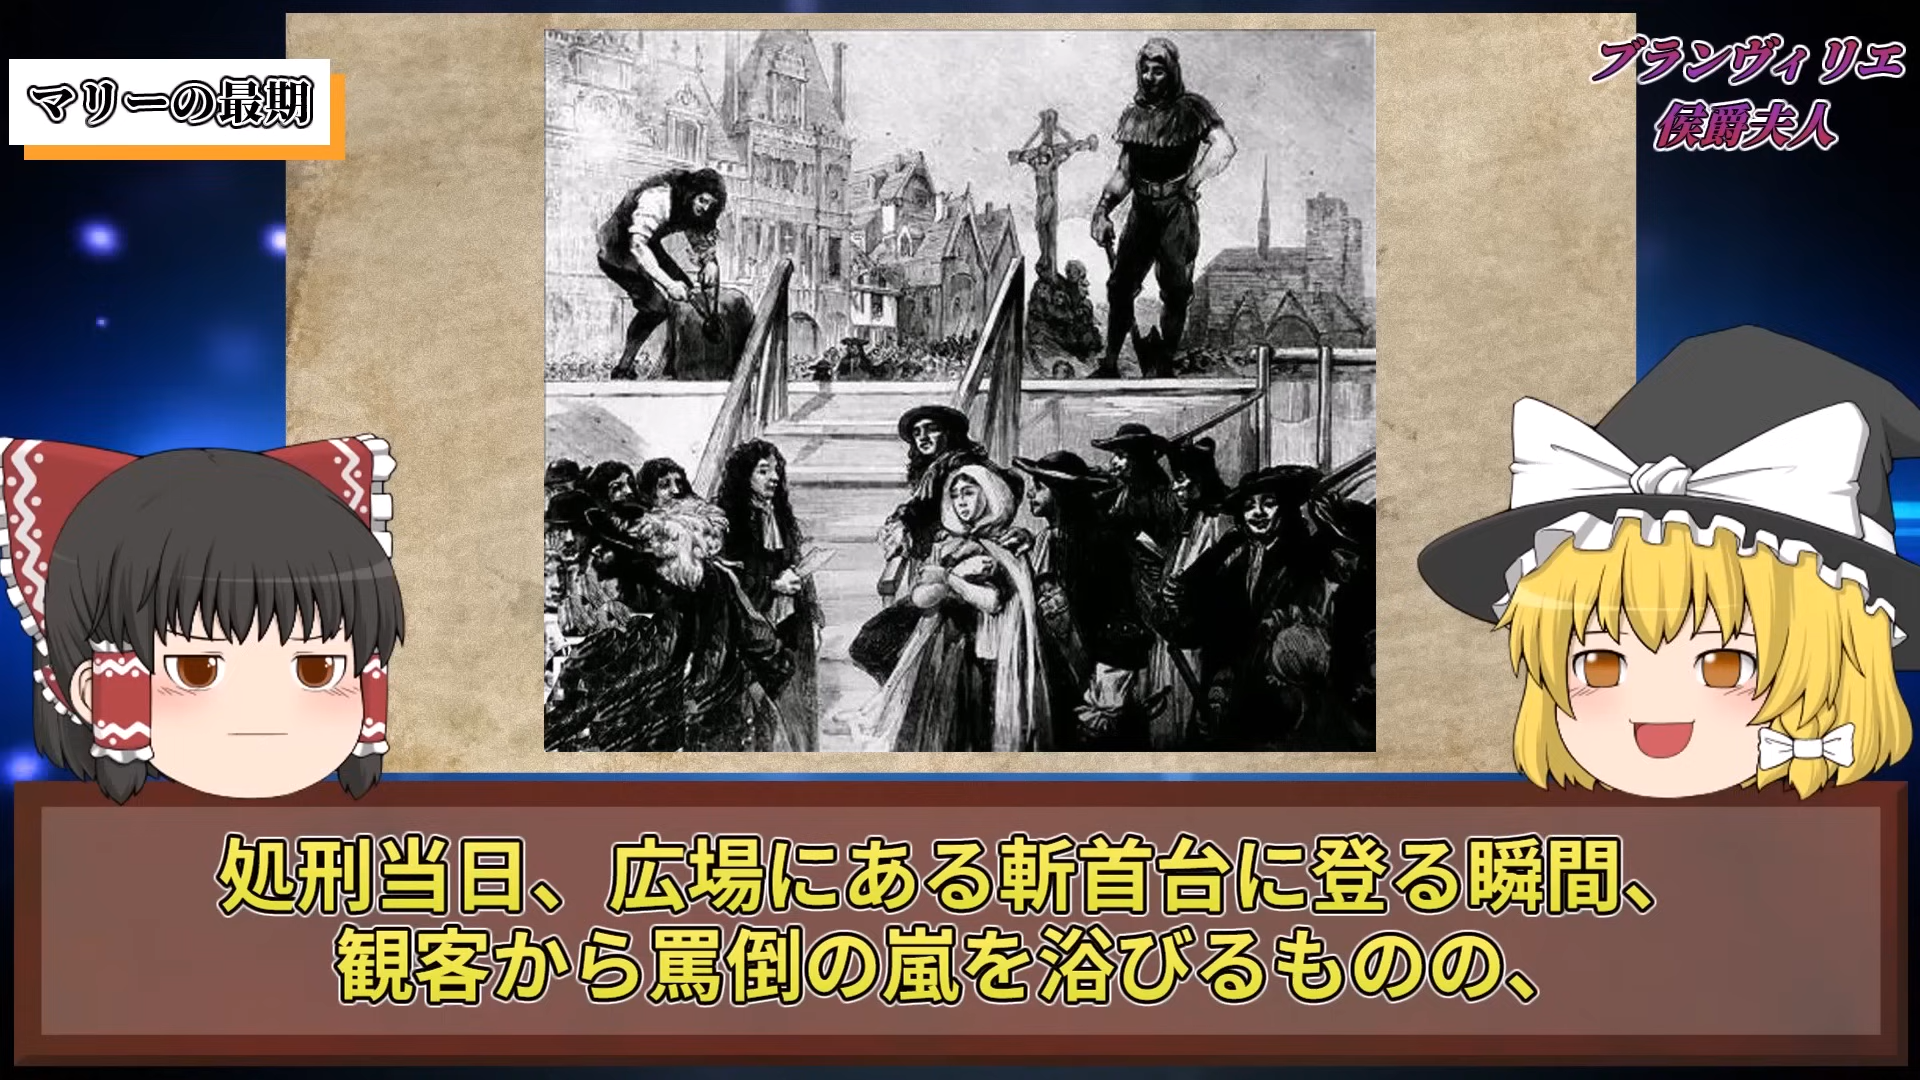 マリーの最期
ブランヴィリエ
侯爵夫人
処刑当日、広場にある斬首台に登る瞬間、
観客から罵倒の嵐を浴びるものの、